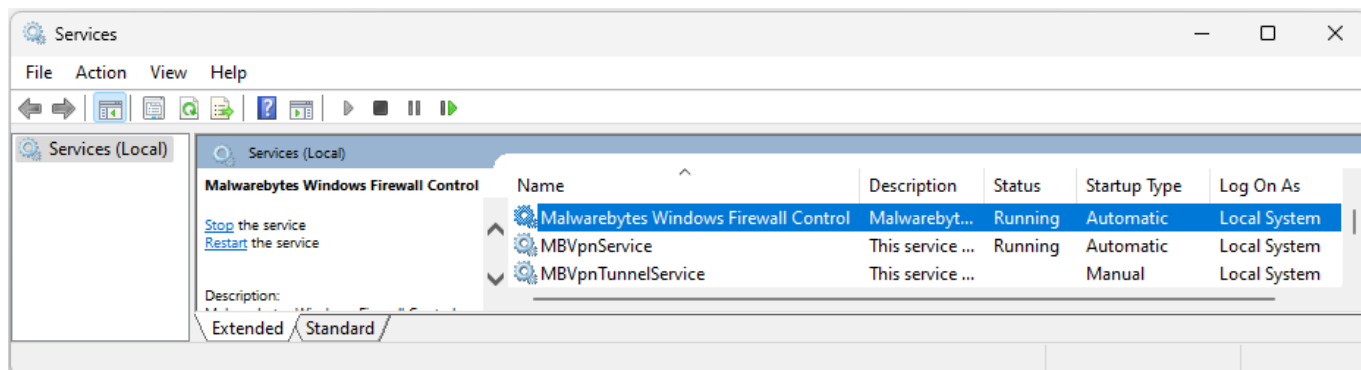 Services
File Action View Help
Services (Local)
Services (Local)
Malwarebytes Windows Firewall Control
Stop the service
Restart the service
Description:
Name Description Status Startup Type Log On As
Malwarebytes Windows Firewall Control Malwarebyt... Running Automatic Local System
MBVpnService This service ... Running Automatic Local System
MBVpnTunnelService This service ... Manual Local System
Extended Standard